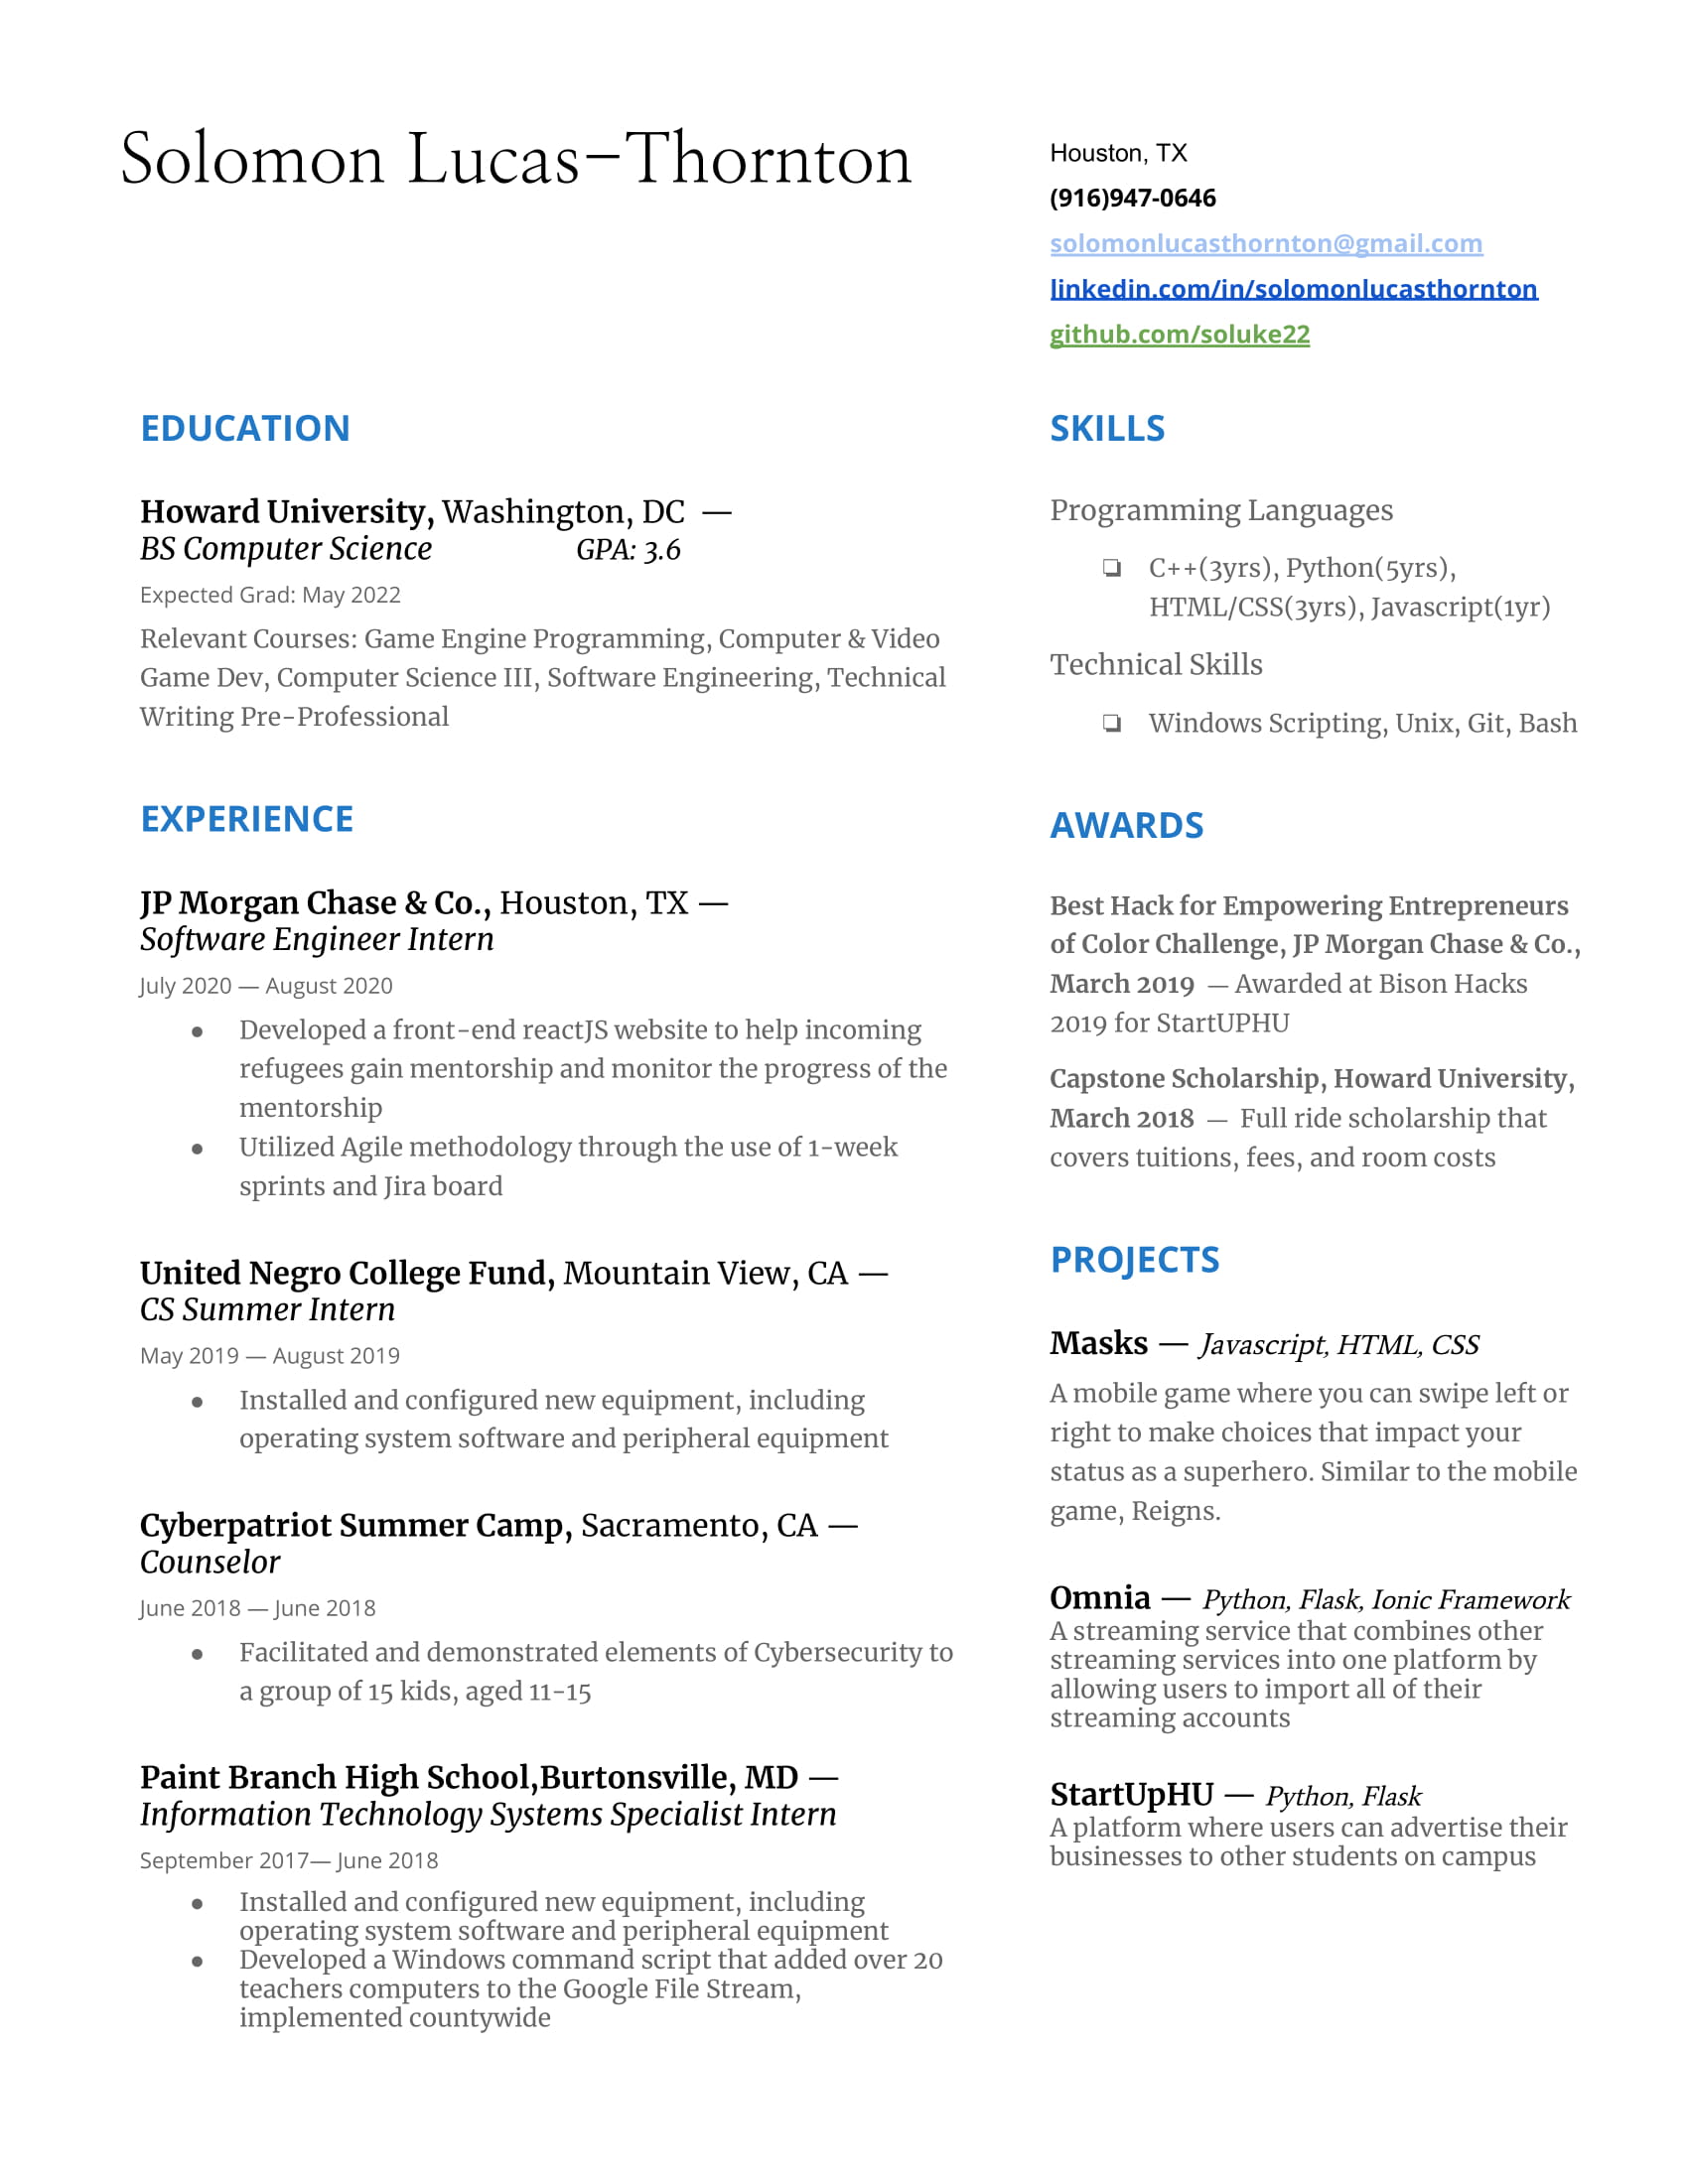 Solomon Lucas-Thornton
Houston, TX
(916)947-0646
solomonlucasthornton@gmail.com
linkedin.com/in/solomonlucasthornton
github.com/soluke22
EDUCATION
Howard University, Washington, DC —
BS Computer Science GPA: 3.6
Expected Grad: May 2022
Relevant Courses: Game Engine Programming, Computer & Video
Game Dev, Computer Science III, Software Engineering, Technical
Writing Pre-Professional
EXPERIENCE
JP Morgan Chase & Co., Houston, TX —
Software Engineer Intern
July 2020 — August 2020
● Developed a front-end reactJS website to help incoming
refugees gain mentorship and monitor the progress of the
mentorship
● Utilized Agile methodology through the use of 1-week
sprints and Jira board
United Negro College Fund, Mountain View, CA —
CS Summer Intern
May 2019 — August 2019
● Installed and configured new equipment, including
operating system software and peripheral equipment
Cyberpatriot Summer Camp, Sacramento, CA —
Counselor
June 2018 — June 2018
● Facilitated and demonstrated elements of Cybersecurity to
a group of 15 kids, aged 11-15
Paint Branch High School,Burtonsville, MD —
Information Technology Systems Specialist Intern
September 2017— June 2018
● Installed and configured new equipment, including
operating system software and peripheral equipment
● Developed a Windows command script that added over 20
teachers computers to the Google File Stream,
implemented countywide
SKILLS
Programming Languages
❏ C++(3yrs), Python(5yrs),
HTML/CSS(3yrs), Javascript(1yr)
Technical Skills
❏ Windows Scripting, Unix, Git, Bash
AWARDS
Best Hack for Empowering Entrepreneurs
of Color Challenge, JP Morgan Chase & Co.,
March 2019 — Awarded at Bison Hacks
2019 for StartUPHU
Capstone Scholarship, Howard University,
March 2018 — Full ride scholarship that
covers tuitions, fees, and room costs
PROJECTS
Masks — Javascript, HTML, CSS
A mobile game where you can swipe left or
right to make choices that impact your
status as a superhero. Similar to the mobile
game, Reigns.
Omnia — Python, Flask, Ionic Framework
A streaming service that combines other
streaming services into one platform by
allowing users to import all of their
streaming accounts
StartUpHU — Python, Flask
A platform where users can advertise their
businesses to other students on campus